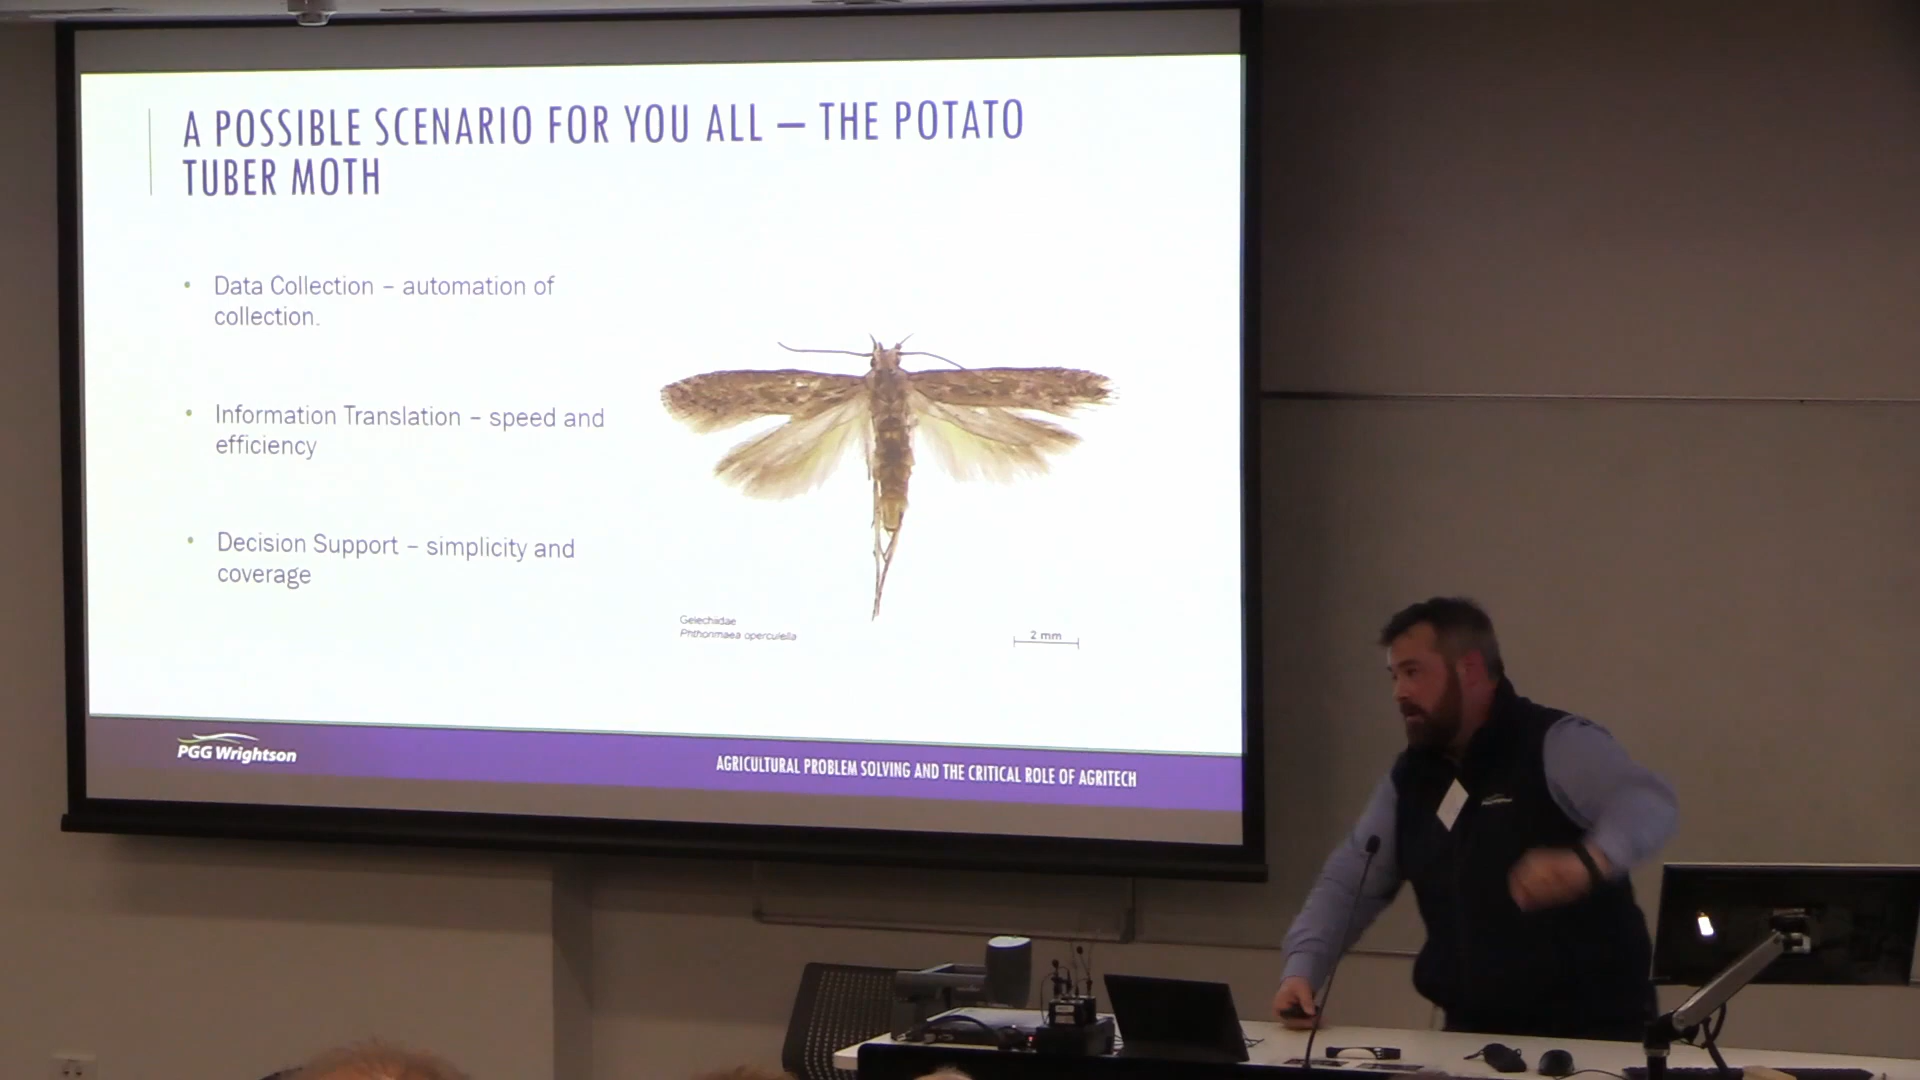 A POSSIBLE SCENARIO FOR YOU ALL – THE POTATO
TUBER MOTH
• Data Collection – automation of
collection.
• Information Translation – speed and
efficiency
• Decision Support – simplicity and
coverage
Gelechiidae
Phthorimaea operculella
2 mm
PGG Wrightson
AGRICULTURAL PROBLEM SOLVING AND THE CRITICAL ROLE OF AGRITECH